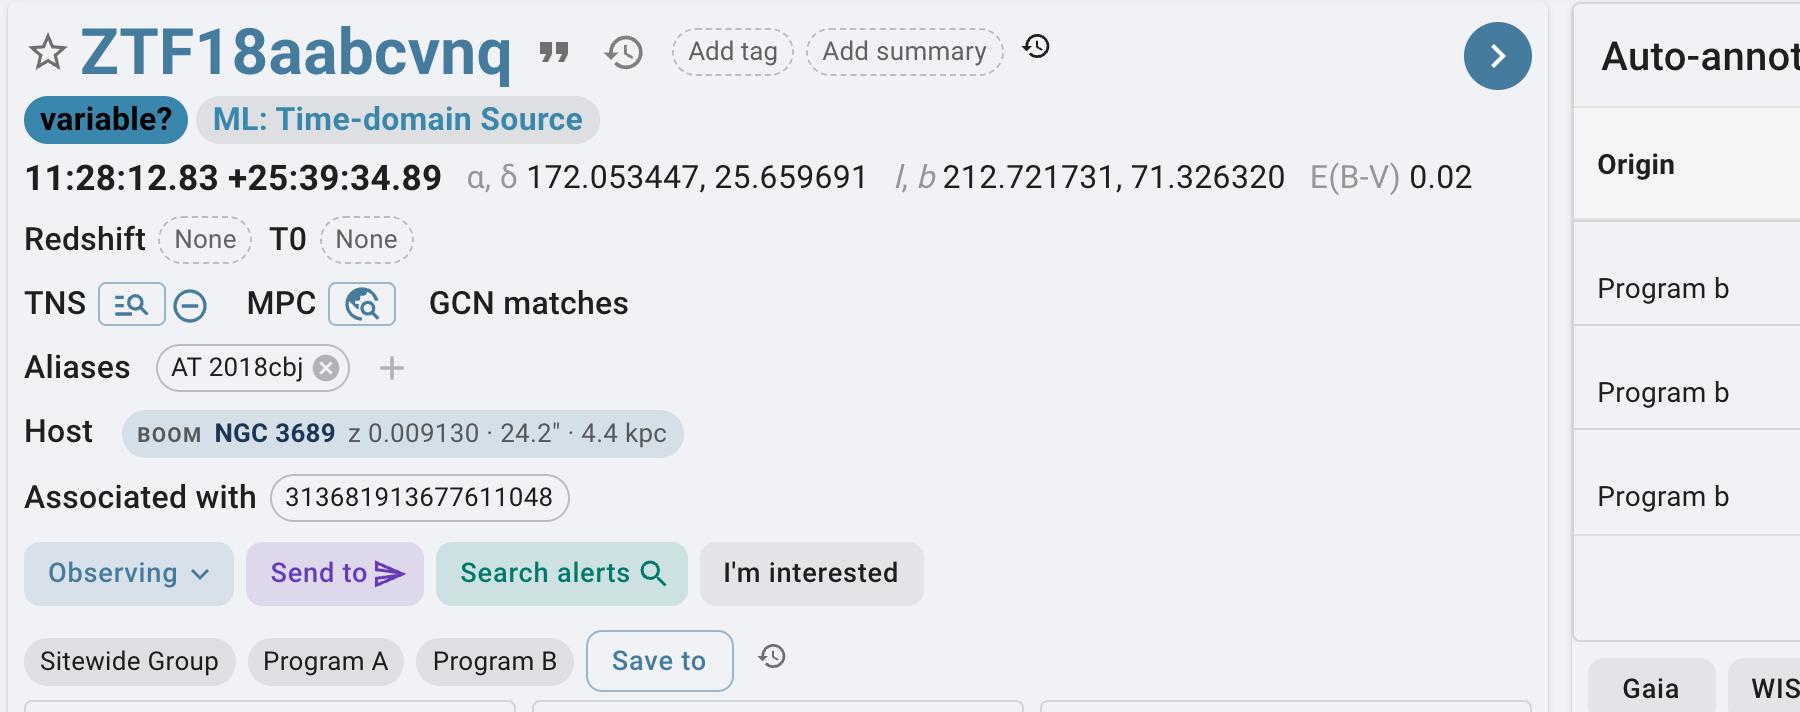 ZTF18aabcvnq Add tag Add summary
variable? ML: Time-domain Source
11:28:12.83 +25:39:34.89 α, δ 172.053447, 25.659691 l, b 212.721731, 71.326320 E(B-V) 0.02
Redshift None T0 None
TNS MPC GCN matches
Aliases AT 2018cbj
Host BOOM NGC 3689 z 0.009130 · 24.2" · 4.4 kpc
Associated with 313681913677611048
Observing Send to Search alerts I'm interested
Sitewide Group Program A Program B Save to
Auto-annot
Origin
Program b
Program b
Program b
Gaia WIS